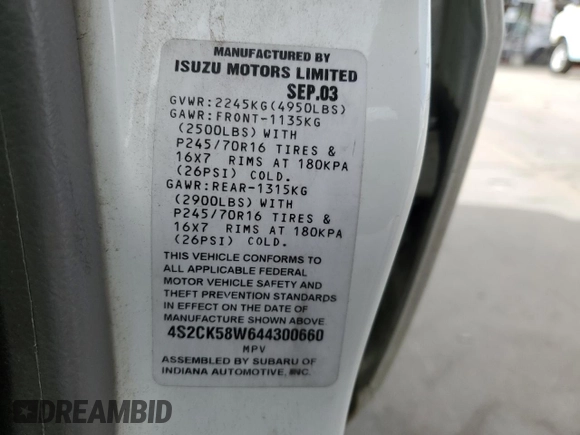 MANUFACTURED BY
ISUZU MOTORS LIMITED
SEP.03
GVWR:2245KG(4950LBS)
GAWR:FRONT-1135KG
(2500LBS) WITH
P245/70R16 TIRES &
16X7 RIMS AT 180KPA
(26PSI) COLD.
GAWR:REAR-1315KG
(2900LBS) WITH
P245/70R16 TIRES &
16X7 RIMS AT 180KPA
(26PSI) COLD.
THIS VEHICLE CONFORMS TO
ALL APPLICABLE FEDERAL
MOTOR VEHICLE SAFETY AND
THEFT PREVENTION STANDARDS
IN EFFECT ON THE DATE OF
MANUFACTURE SHOWN ABOVE
4S2CK58W644300660
MPV
ASSEMBLED BY SUBARU OF
INDIANA AUTOMOTIVE, INC.
DREAMBID